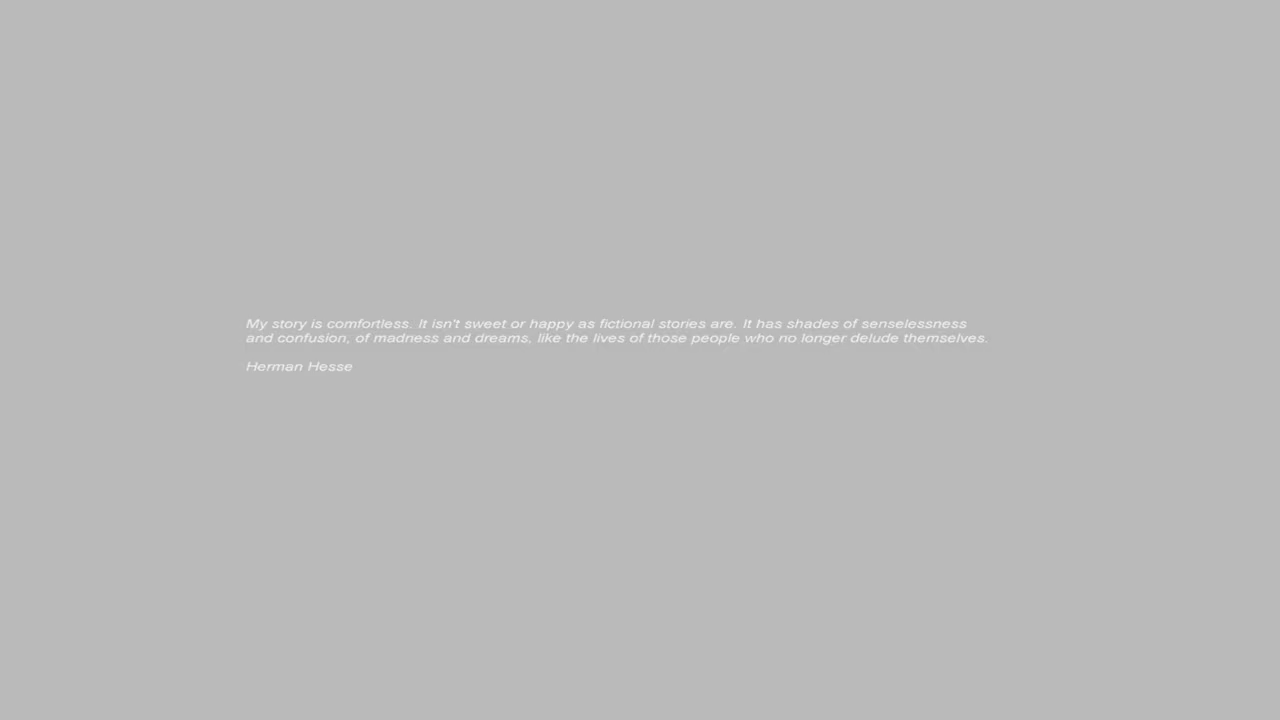 My story is comfortless. It isn't sweet or happy as fictional stories are. It has shades of senselessness
and confusion, of madness and dreams, like the lives of those people who no longer delude themselves.
Herman Hesse